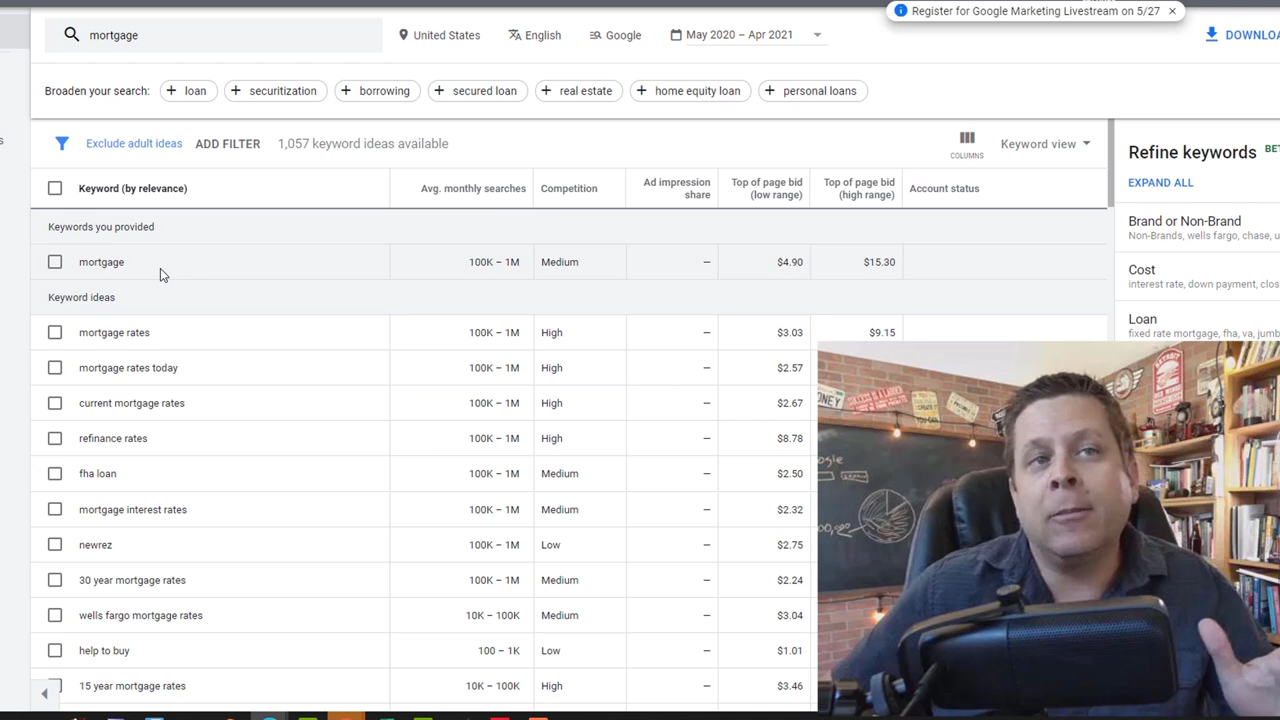 Register for Google Marketing Livestream on 5/27
mortgage
United States
English
Google
May 2020 – Apr 2021
DOWNLOA
Broaden your search:
loan
securitization
borrowing
secured loan
real estate
home equity loan
personal loans
Exclude adult ideas
ADD FILTER
1,057 keyword ideas available
COLUMNS
Keyword view
Refine keywords
BET
EXPAND ALL
Keyword (by relevance)
Avg. monthly searches
Competition
Ad impression
share
Top of page bid
(low range)
Top of page bid
(high range)
Account status
Keywords you provided
mortgage 100K – 1M Medium – $4.90 $15.30
Keyword ideas
mortgage rates 100K – 1M High – $3.03 $9.15
mortgage rates today 100K – 1M High – $2.57
current mortgage rates 100K – 1M High – $2.67
refinance rates 100K – 1M High – $8.78
fha loan 100K – 1M Medium – $2.50
mortgage interest rates 100K – 1M Medium – $2.32
newrez 100K – 1M Low – $2.75
30 year mortgage rates 100K – 1M Medium – $2.24
wells fargo mortgage rates 10K – 100K Medium – $3.04
help to buy 100 – 1K Low – $1.01
15 year mortgage rates 10K – 100K High – $3.46
Brand or Non-Brand
Non-Brands, wells fargo, chase, u
Cost
interest rate, down payment, clos
Loan
fixed rate mortgage, fha, va, jumb